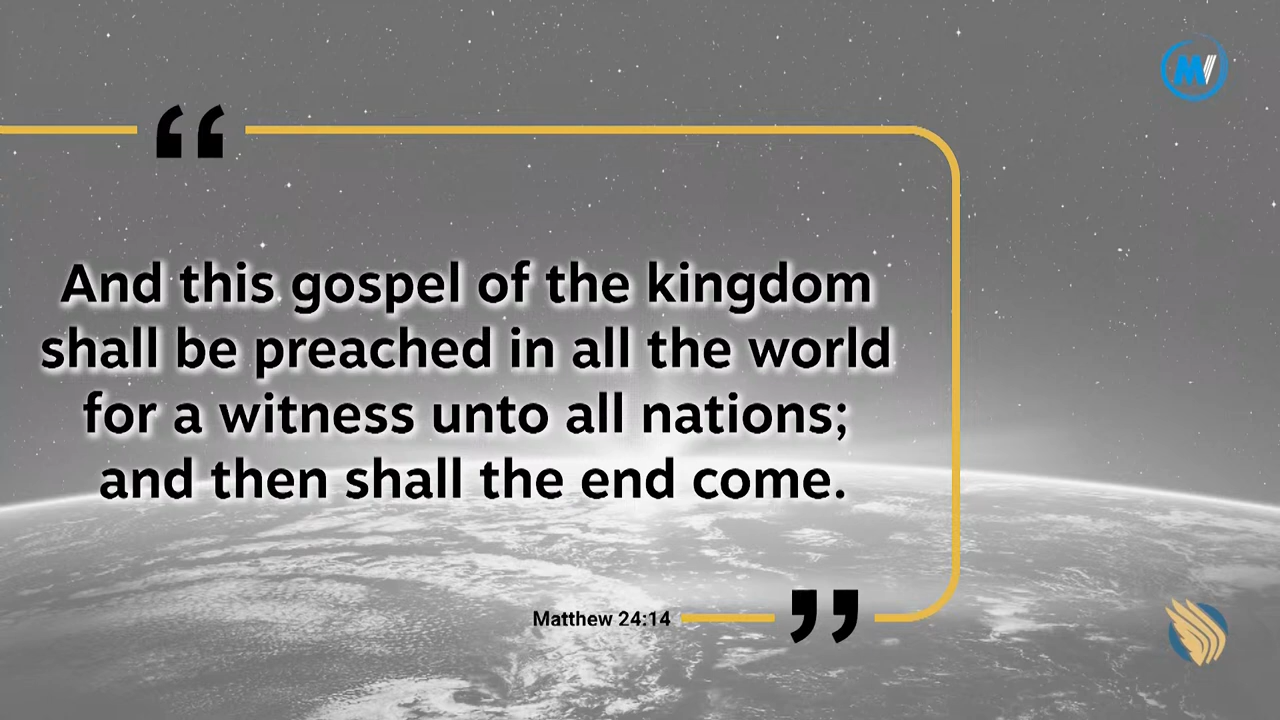 And this gospel of the kingdom
shall be preached in all the world
for a witness unto all nations;
and then shall the end come.
Matthew 24:14